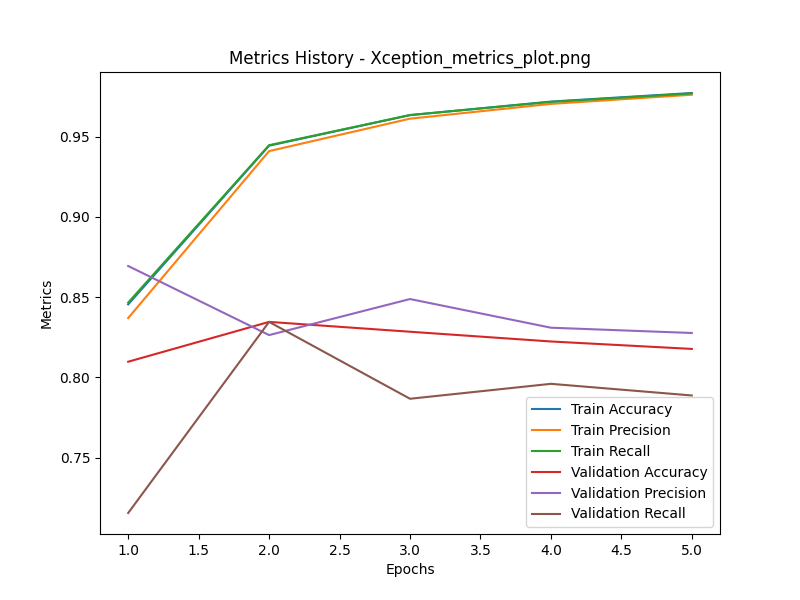 Metrics History - Xception_metrics_plot.png
0.95
0.90
0.85
0.80
0.75
Metrics
Train Accuracy
Train Precision
Train Recall
Validation Accuracy
Validation Precision
Validation Recall
1.0 1.5 2.0 2.5 3.0 3.5 4.0 4.5 5.0
Epochs